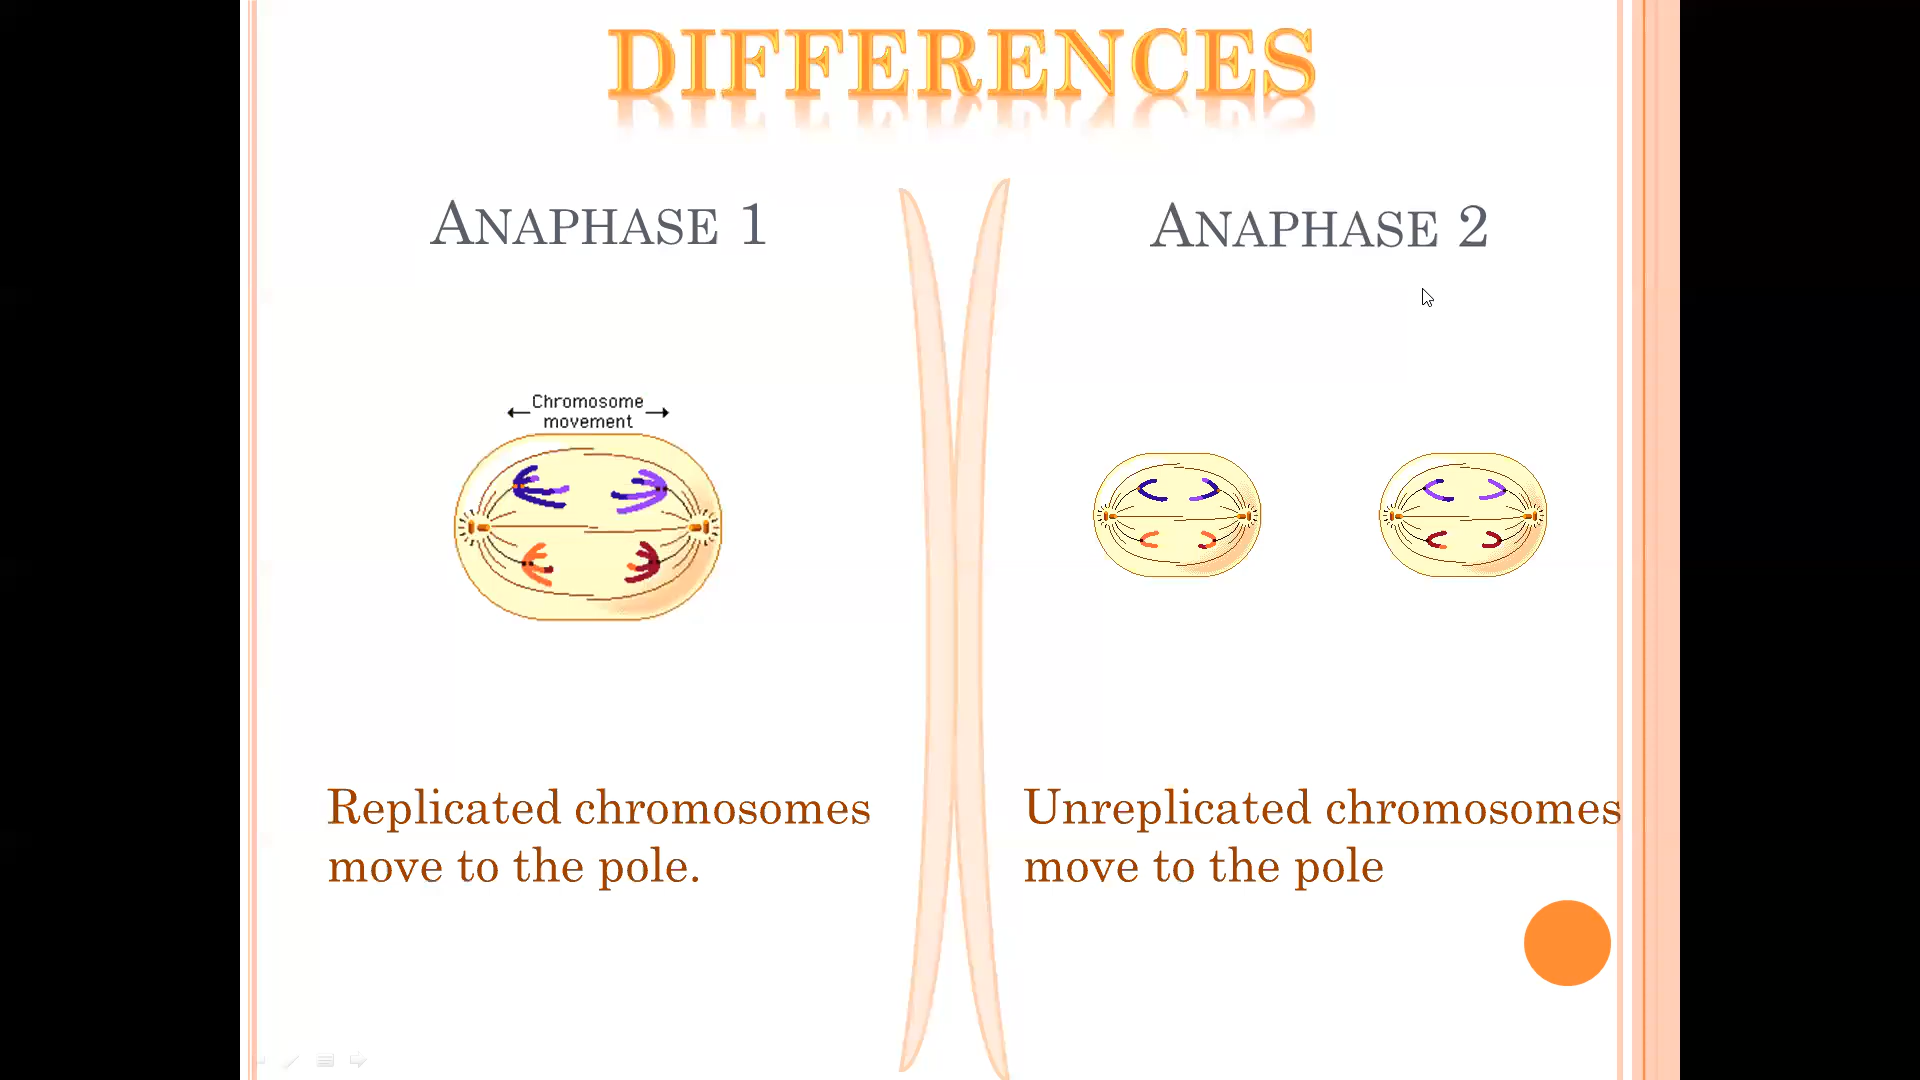 DIFFERENCES
ANAPHASE 1
ANAPHASE 2
Chromosome
movement
Replicated chromosomes
move to the pole.
Unreplicated chromosomes
move to the pole